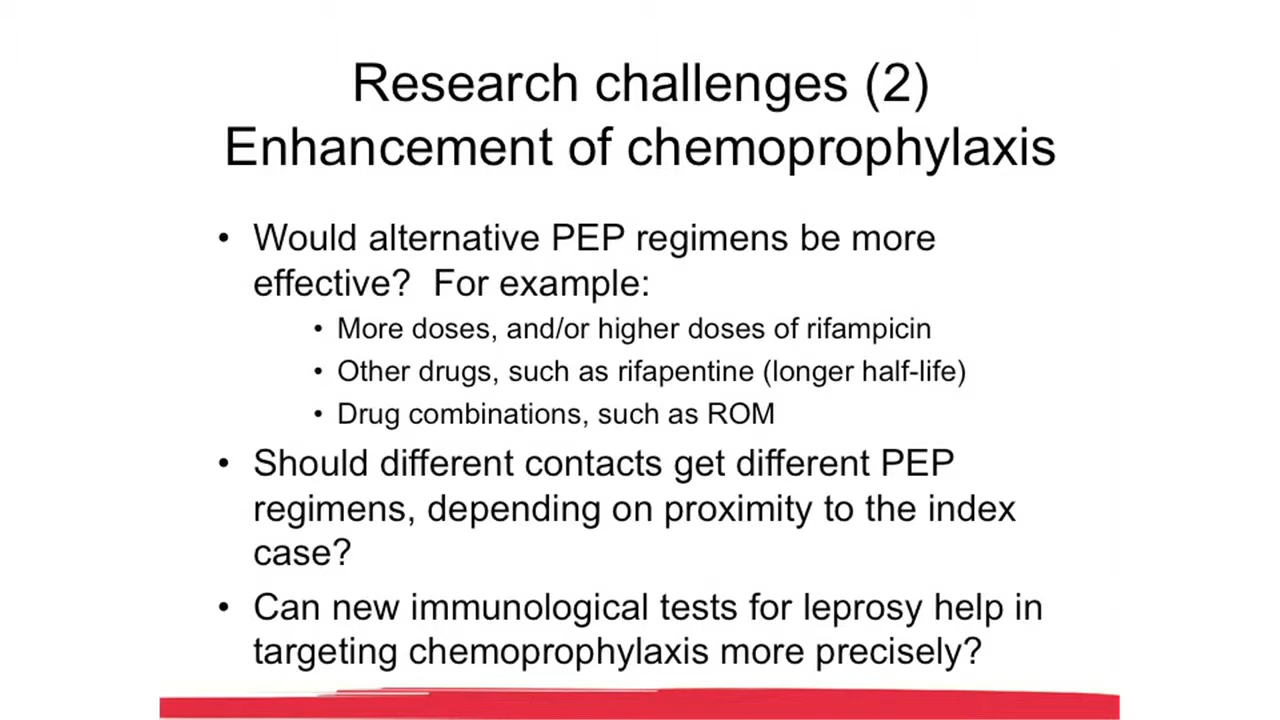 Research challenges (2)
Enhancement of chemoprophylaxis
• Would alternative PEP regimens be more
effective?  For example:
• More doses, and/or higher doses of rifampicin
• Other drugs, such as rifapentine (longer half-life)
• Drug combinations, such as ROM
• Should different contacts get different PEP
regimens, depending on proximity to the index
case?
• Can new immunological tests for leprosy help in
targeting chemoprophylaxis more precisely?